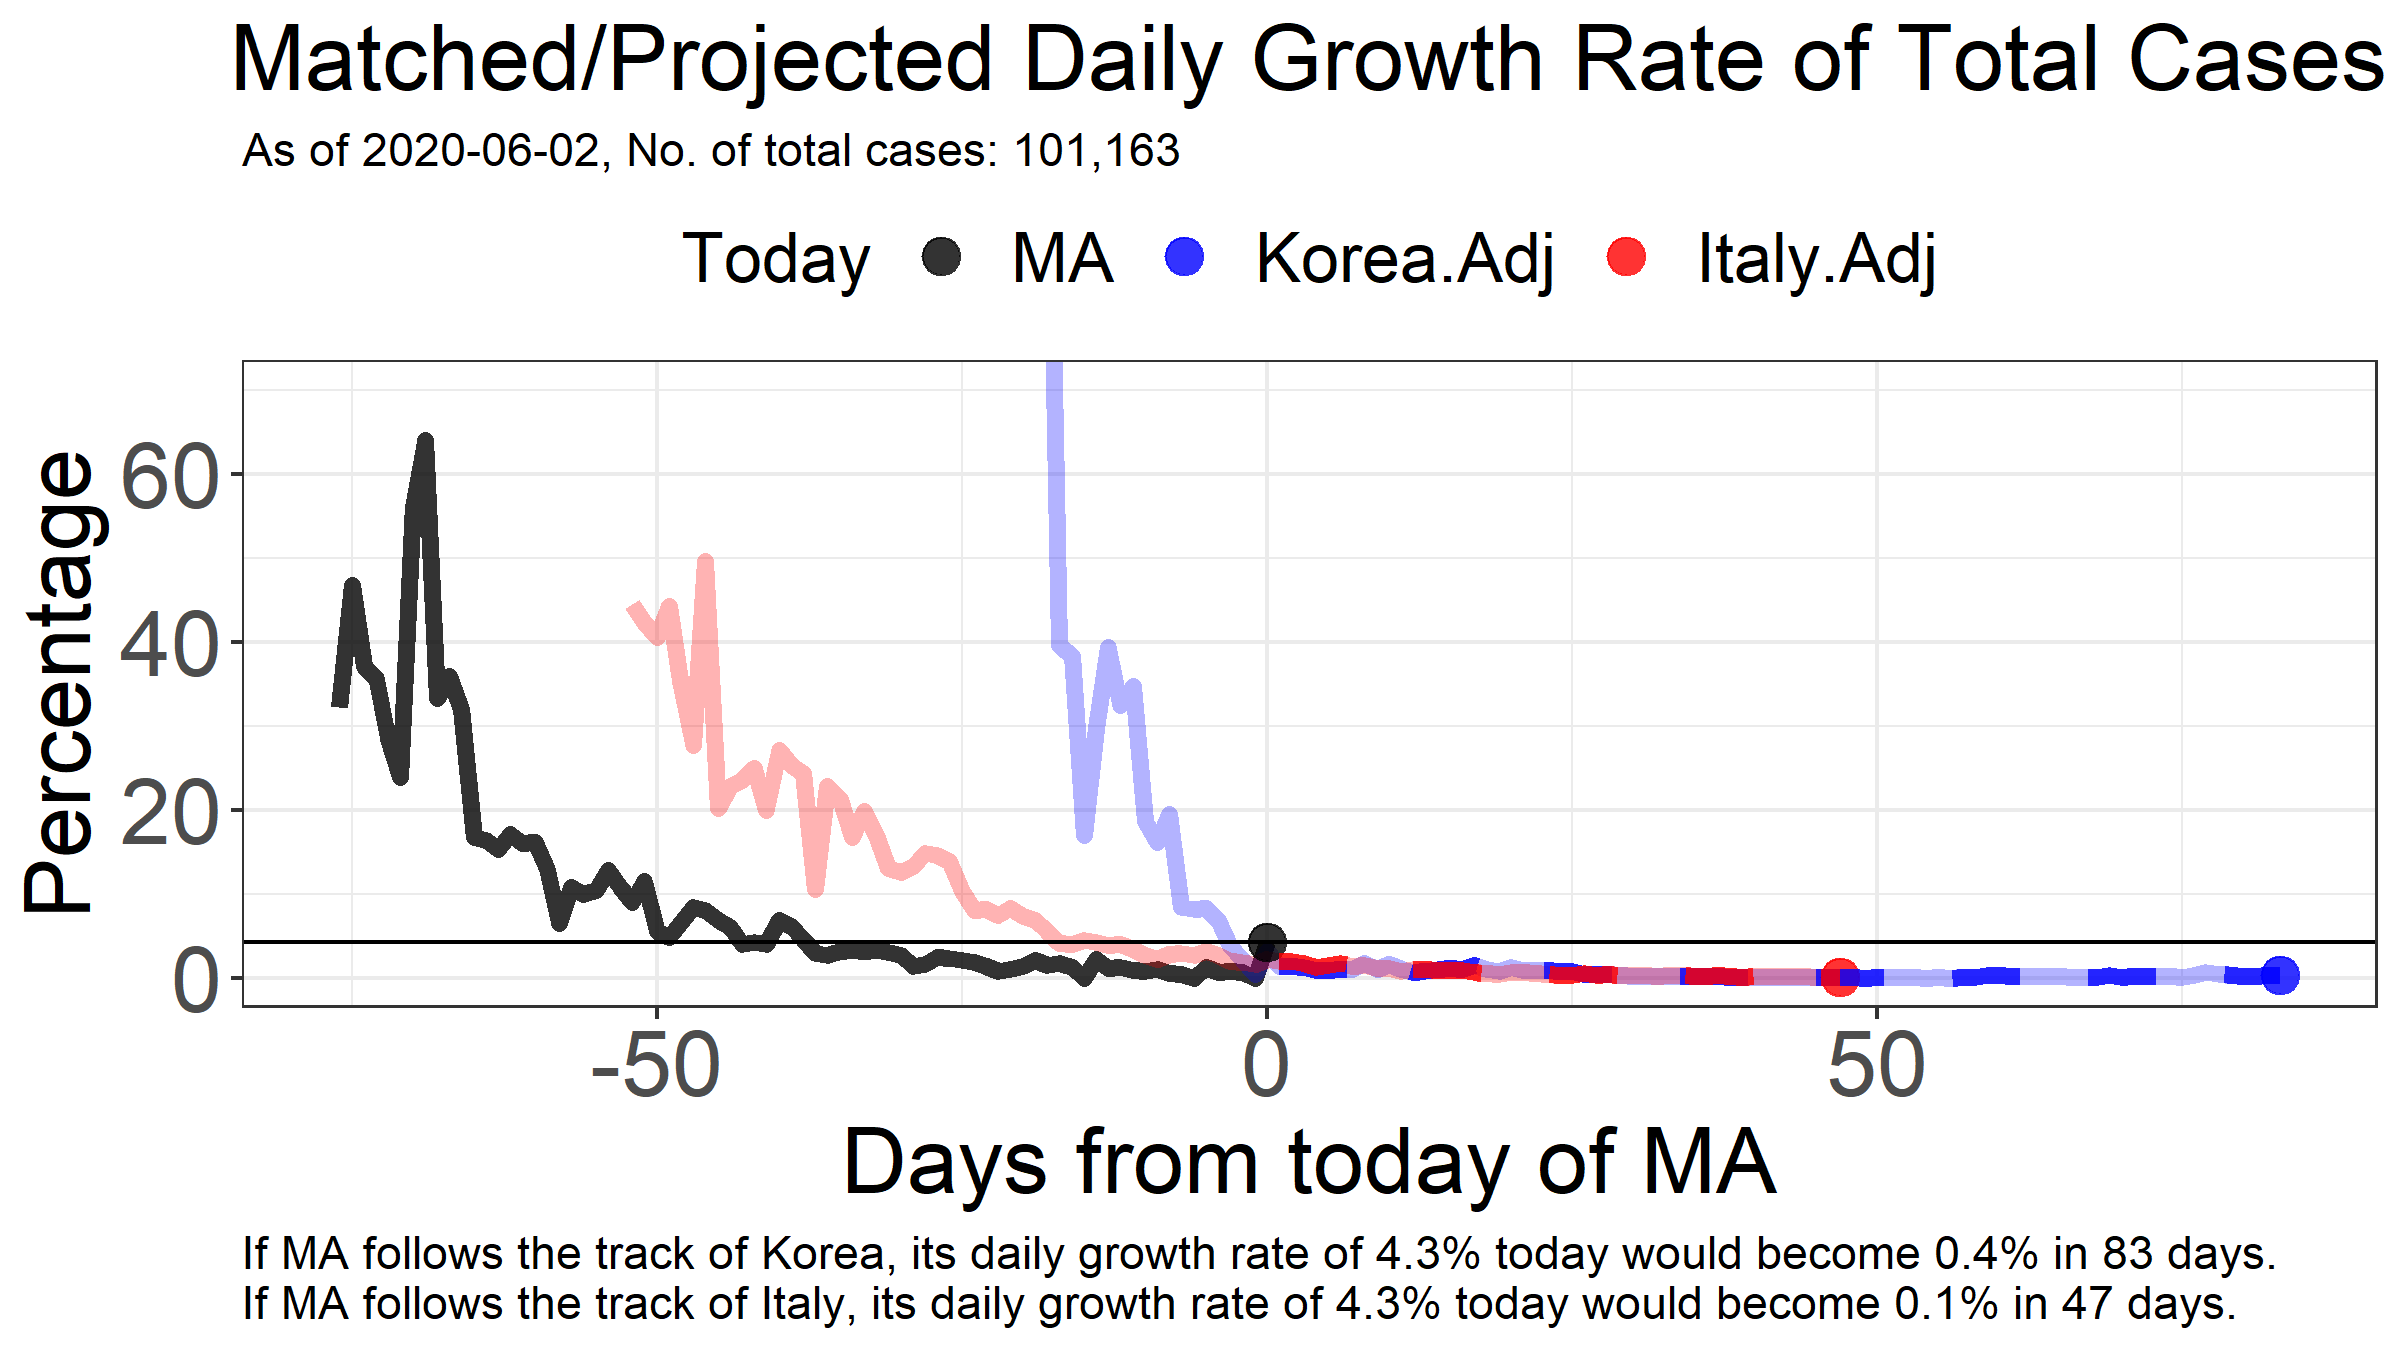 Matched/Projected Daily Growth Rate of Total Cases
As of 2020-06-02, No. of total cases: 101,163
Today MA Korea.Adj Italy.Adj
Percentage
60
40
20
0
-50 0 50
Days from today of MA
If MA follows the track of Korea, its daily growth rate of 4.3% today would become 0.4% in 83 days.
If MA follows the track of Italy, its daily growth rate of 4.3% today would become 0.1% in 47 days.